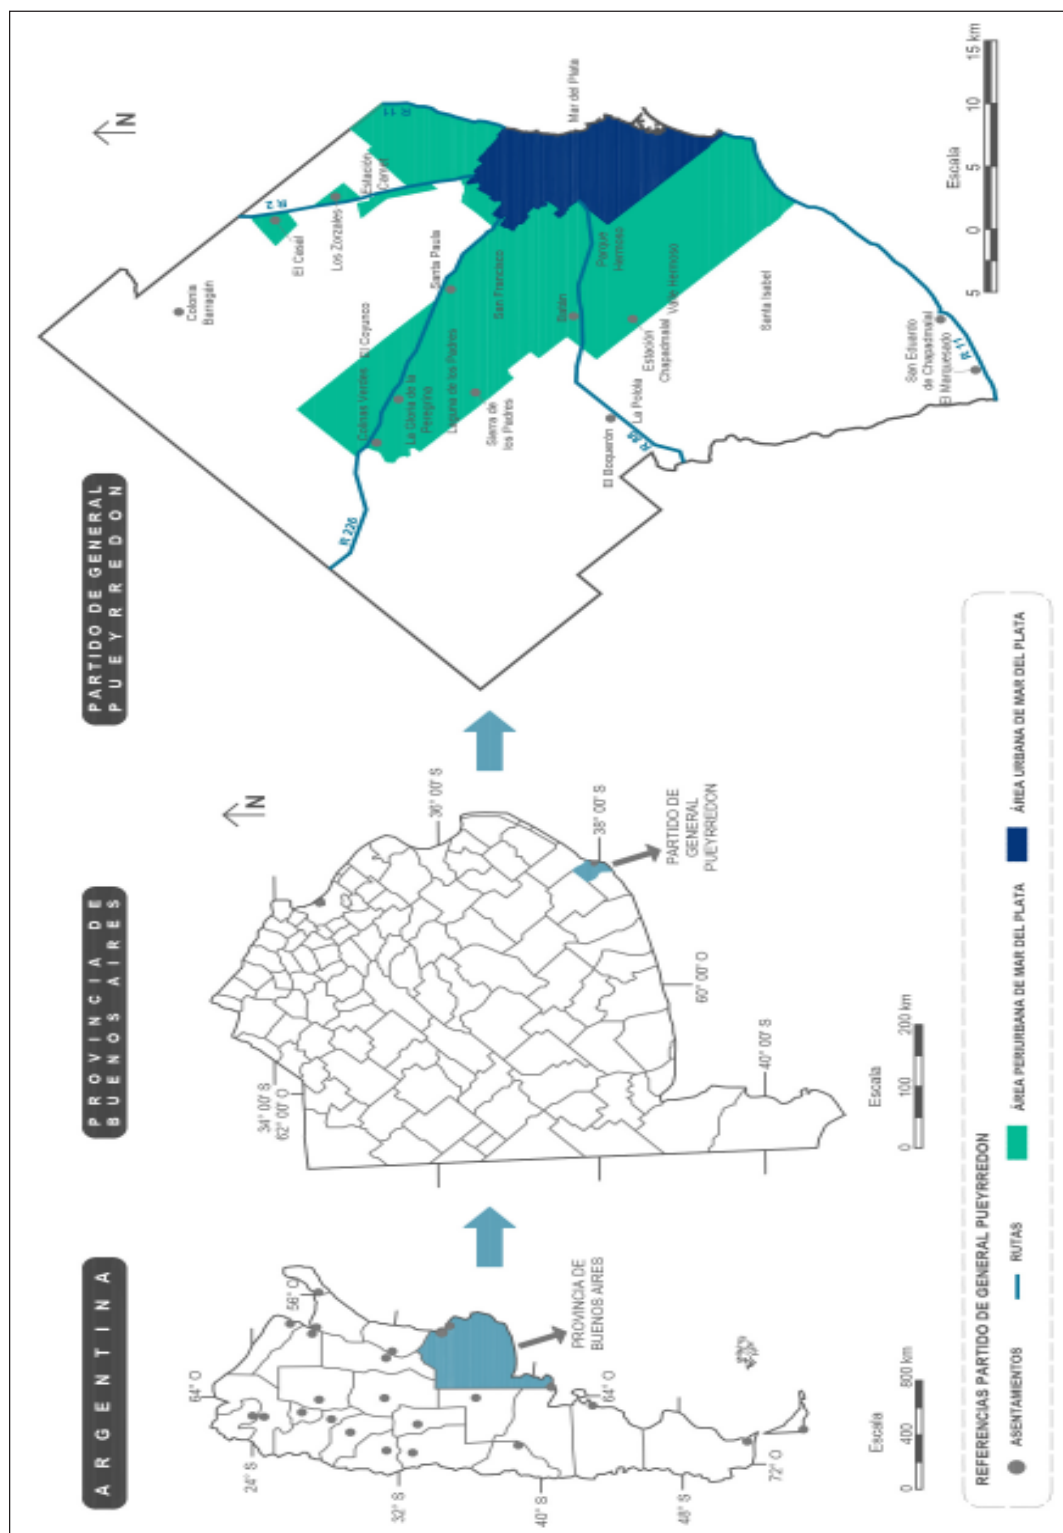 ARGENTINA
24° S
64° O
56° O
32° S
40° S
48° S
64° O
72° O
PROVINCIA DE
BUENOS AIRES
Escala
0 400 800 km
PROVINCIA DE
BUENOS AIRES
N
34° 00' S
62° 00' O
36° 00' S
38° 00' S
PARTIDO DE
GENERAL
PUEYRREDON
60° 00' O
40° 00' S
Escala
0 100 200 km
PARTIDO DE GENERAL
PUEYRREDON
N
Colonia
Barragán
R 2
El Casal
Los Zorzales
Estación
Camet
R 11
R 226
Colinas Verdes
El Coyunco
Santa Paula
La Gloria de la
Peregrina
Laguna de los Padres
San Francisco
Sierra de
los Padres
Mar del Plata
Batán
Parque
Hermoso
El Boquerón
La Polola
R 88
Estación
Chapadmalal
Valle Hermoso
Santa Isabel
San Eduardo
de Chapadmalal
El Marquesado
R 11
Escala
5 0 5 10 15 km
REFERENCIAS PARTIDO DE GENERAL PUEYRREDON
ASENTAMIENTOS
RUTAS
ÁREA PERIURBANA DE MAR DEL PLATA
ÁREA URBANA DE MAR DEL PLATA